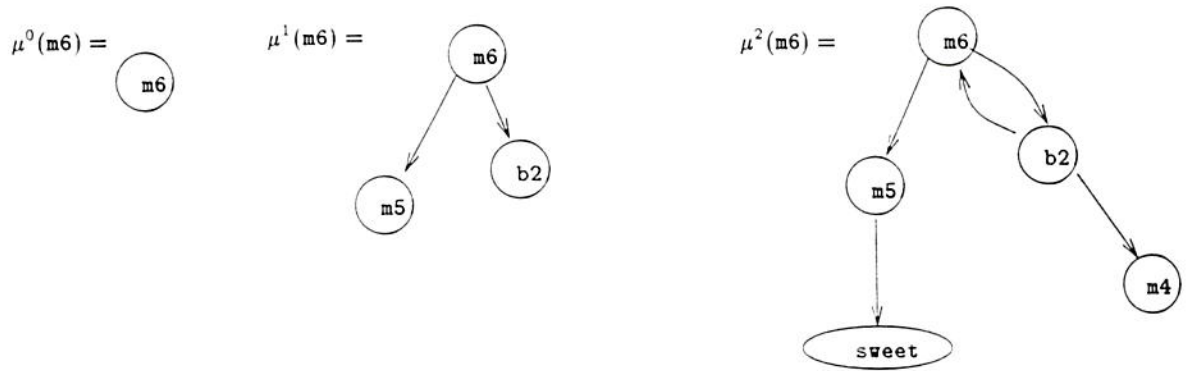 μ⁰(m6) =
m6
μ¹(m6) =
m6
m5
b2
μ²(m6) =
m6
b2
m5
m4
sweet